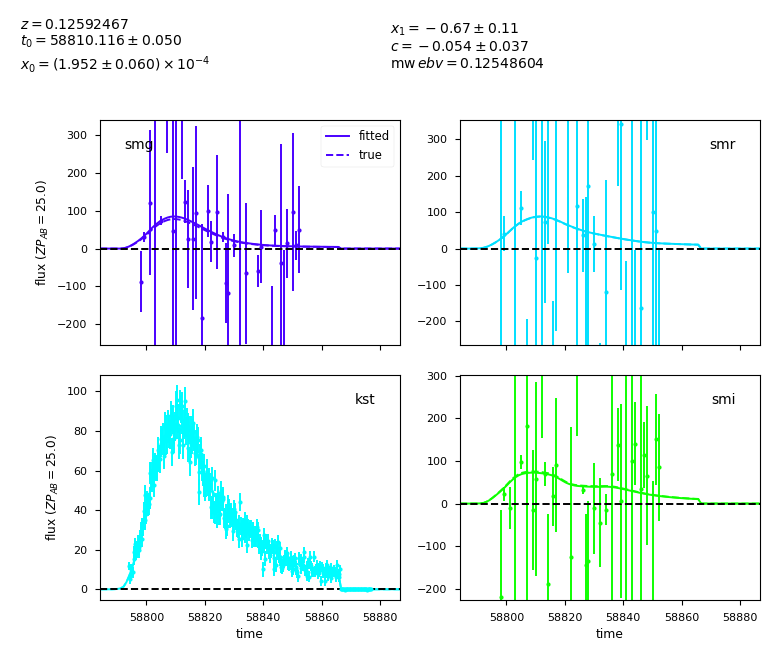 z = 0.12592467
t₀ = 58810.116 ± 0.050
x₀ = (1.952 ± 0.060) × 10⁻⁴
x₁ = −0.67 ± 0.11
c = −0.054 ± 0.037
mw ebv = 0.12548604
smg
fitted
true
300
200
100
0
−100
−200
flux (ZP_AB = 25.0)
smr
300
200
100
0
−100
−200
kst
100
80
60
40
20
0
flux (ZP_AB = 25.0)
58800 58820 58840 58860 58880
time
smi
300
200
100
0
−100
−200
58800 58820 58840 58860 58880
time